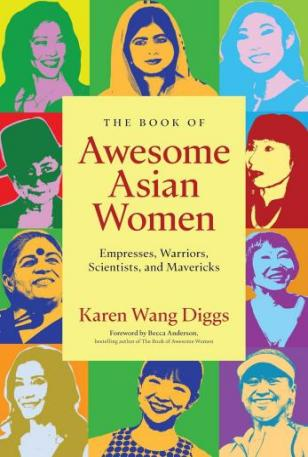 THE BOOK OF
Awesome
Asian
Women
Empresses, Warriors,
Scientists, and Mavericks
Karen Wang Diggs
Foreword by Becca Anderson,
bestselling author of The Book of Awesome Women